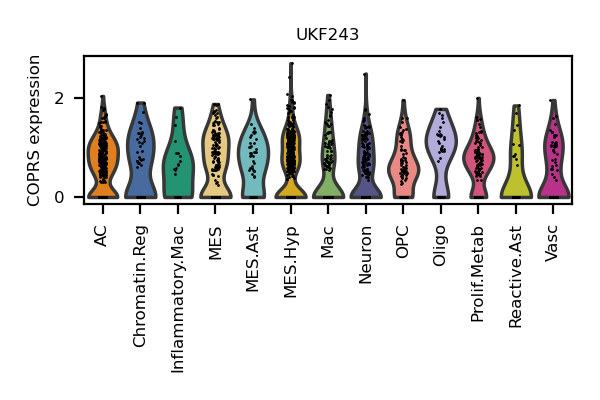 UKF243
COPRS expression
2
0
AC
Chromatin.Reg
Inflammatory.Mac
MES
MES.Ast
MES.Hyp
Mac
Neuron
OPC
Oligo
Prolif.Metab
Reactive.Ast
Vasc